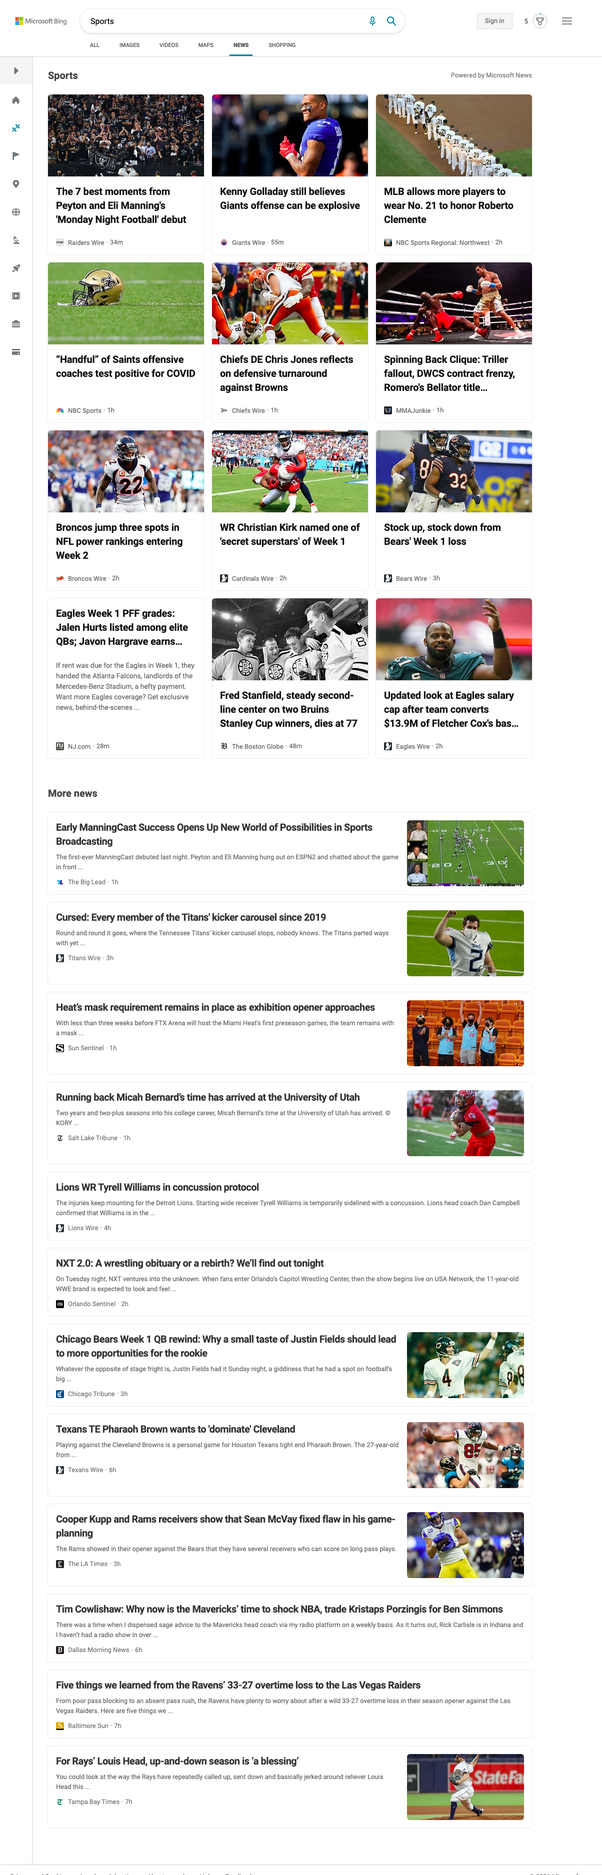 Microsoft Bing
Sports
Sign in
5
ALL
IMAGES
VIDEOS
MAPS
NEWS
SHOPPING
Sports
Powered by Microsoft News
The 7 best moments from
Peyton and Eli Manning's
'Monday Night Football' debut
Raiders Wire · 34m
Kenny Golladay still believes
Giants offense can be explosive
Giants Wire · 55m
MLB allows more players to
wear No. 21 to honor Roberto
Clemente
NBC Sports Regional: Northwest · 2h
“Handful” of Saints offensive
coaches test positive for COVID
NBC Sports · 1h
Chiefs DE Chris Jones reflects
on defensive turnaround
against Browns
Chiefs Wire · 1h
Spinning Back Clique: Triller
fallout, DWCS contract frenzy,
Romero's Bellator title...
MMAJunkie · 1h
22
Broncos jump three spots in
NFL power rankings entering
Week 2
Broncos Wire · 2h
WR Christian Kirk named one of
'secret superstars' of Week 1
Cardinals Wire · 2h
32
Stock up, stock down from
Bears' Week 1 loss
Bears Wire · 3h
Eagles Week 1 PFF grades:
Jalen Hurts listed among elite
QBs; Javon Hargrave earns...
If rent was due for the Eagles in Week 1, they
handed the Atlanta Falcons, landlords of the
Mercedes-Benz Stadium, a hefty payment.
Want more Eagles coverage? Get exclusive
news, behind-the-scenes ...
NJ.com · 28m
Fred Stanfield, steady second-
line center on two Bruins
Stanley Cup winners, dies at 77
The Boston Globe · 48m
Updated look at Eagles salary
cap after team converts
$13.9M of Fletcher Cox's bas...
Eagles Wire · 2h
More news
Early ManningCast Success Opens Up New World of Possibilities in Sports
Broadcasting
The first-ever ManningCast debuted last night. Peyton and Eli Manning hung out on ESPN2 and chatted about the game
in front ...
The Big Lead · 1h
Cursed: Every member of the Titans' kicker carousel since 2019
Round and round it goes, where the Tennessee Titans' kicker carousel stops, nobody knows. The Titans parted ways
with yet ...
Titans Wire · 3h
2
Heat’s mask requirement remains in place as exhibition opener approaches
With less than three weeks before FTX Arena will host the Miami Heat’s first preseason games, the team remains with
a mask ...
Sun Sentinel · 1h
Running back Micah Bernard’s time has arrived at the University of Utah
Two years and two-plus seasons into his college career, Micah Bernard’s time at the University of Utah has arrived. ©
KORY ...
Salt Lake Tribune · 1h
Lions WR Tyrell Williams in concussion protocol
The injuries keep mounting for the Detroit Lions. Starting wide receiver Tyrell Williams is temporarily sidelined with a concussion. Lions head coach Dan Campbell
confirmed that Williams is in the ...
Lions Wire · 4h
NXT 2.0: A wrestling obituary or a rebirth? We’ll find out tonight
On Tuesday night, NXT ventures into the unknown. When fans enter Orlando’s Capitol Wrestling Center, then the show begins live on USA Network, the 11-year-old
WWE brand is expected to look and feel ...
Orlando Sentinel · 2h
Chicago Bears Week 1 QB rewind: Why a small taste of Justin Fields should lead
to more opportunities for the rookie
Whatever the opposite of stage fright is, Justin Fields had it Sunday night, a giddiness that he had a spot on football’s
big ...
Chicago Tribune · 3h
4
Texans TE Pharaoh Brown wants to 'dominate' Cleveland
Playing against the Cleveland Browns is a personal game for Houston Texans tight end Pharaoh Brown. The 27-year-old
from ...
Texans Wire · 6h
85
Cooper Kupp and Rams receivers show that Sean McVay fixed flaw in his game-
planning
The Rams showed in their opener against the Bears that they have several receivers who can score on long pass plays.
The LA Times · 3h
23
Tim Cowlishaw: Why now is the Mavericks’ time to shock NBA, trade Kristaps Porzingis for Ben Simmons
There was a time when I dispensed sage advice to the Mavericks head coach via my radio platform on a weekly basis. As it turns out, Rick Carlisle is in Indiana and
I haven’t had a radio show in over ...
Dallas Morning News · 6h
Five things we learned from the Ravens’ 33-27 overtime loss to the Las Vegas Raiders
From poor pass blocking to an absent pass rush, the Ravens have plenty to worry about after a wild 33-27 overtime loss in their season opener against the Las
Vegas Raiders. Here are five things we ...
Baltimore Sun · 7h
For Rays’ Louis Head, up-and-down season is ‘a blessing’
You could look at the way the Rays have repeatedly called up, sent down and basically jerked around reliever Louis
Head this ...
Tampa Bay Times · 7h
State Fa